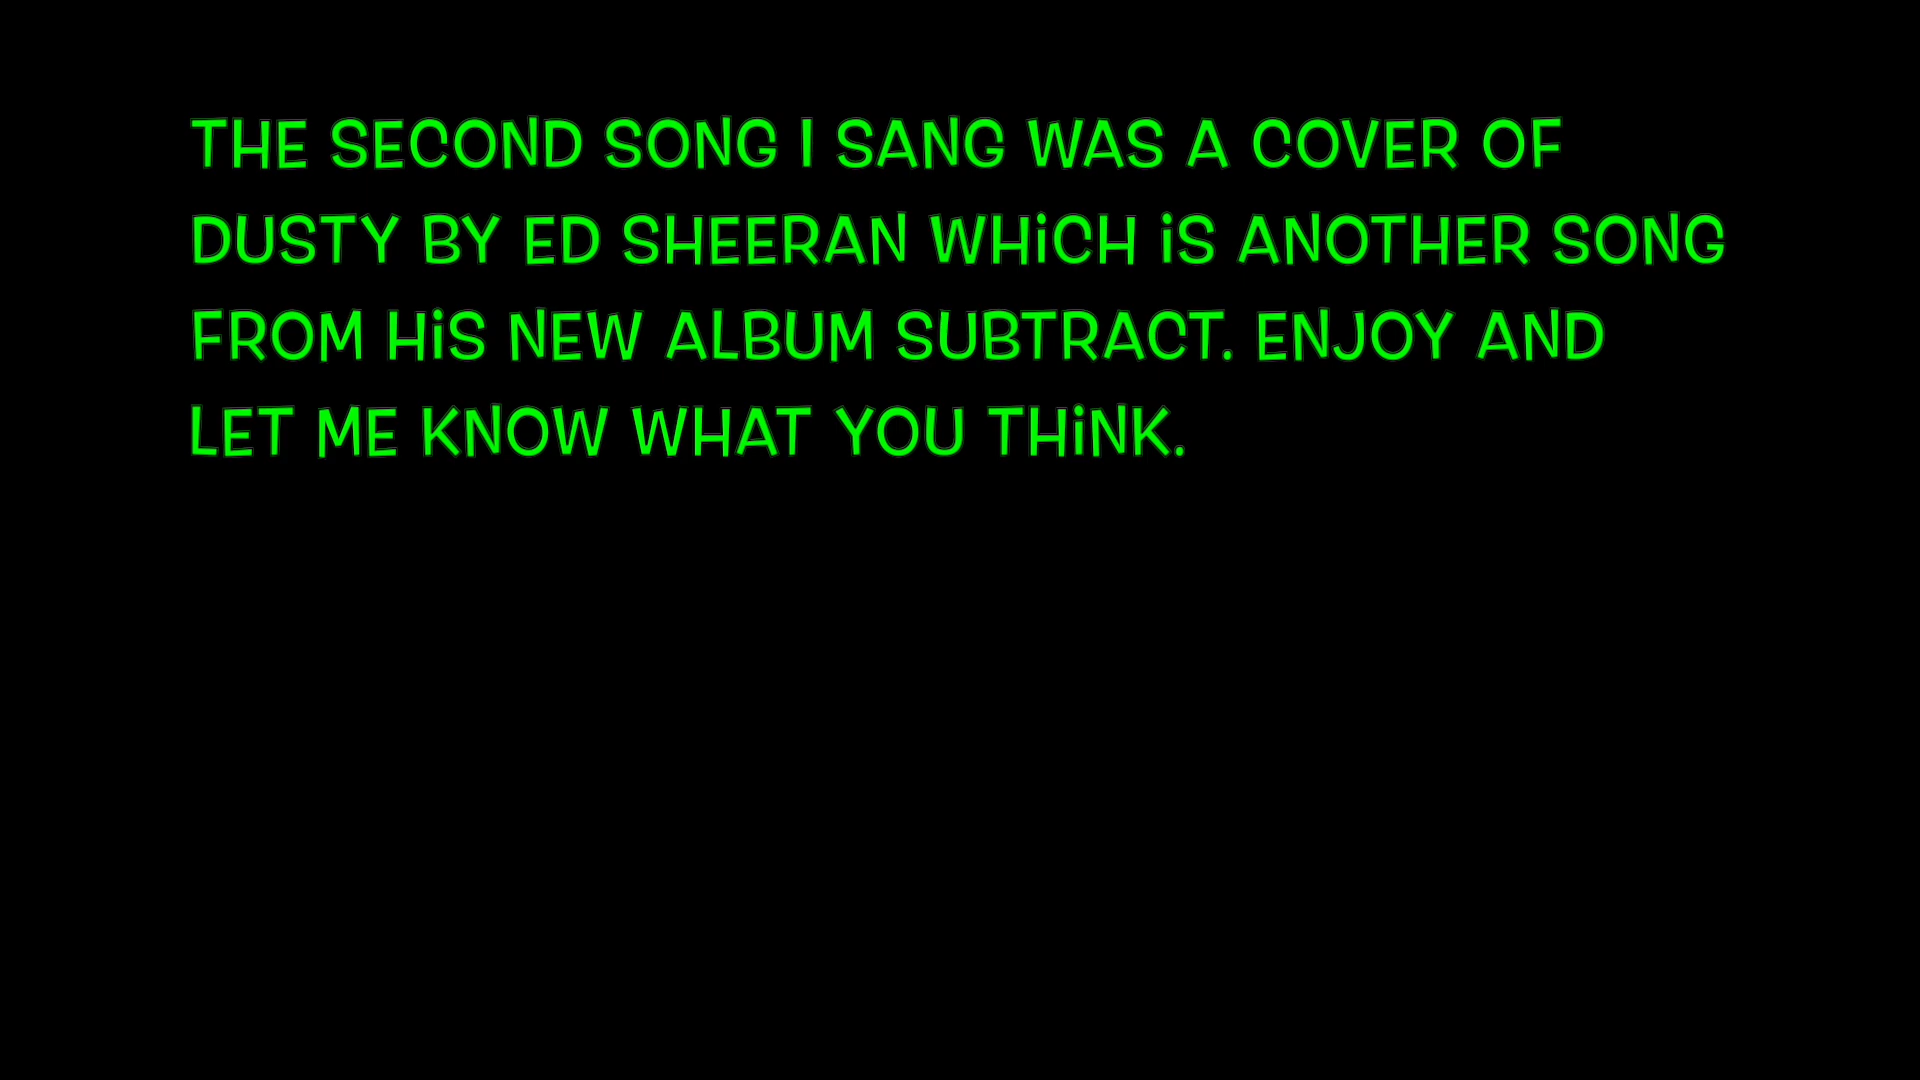 THE SECOND SONG I SANG WAS A COVER OF
DUSTY BY ED SHEERAN WHiCH iS ANOTHER SONG
FROM HiS NEW ALBUM SUBTRACT. ENJOY AND
LET ME KNOW WHAT YOU THiNK.